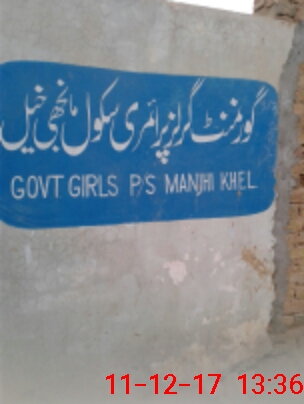 گورنمنٹ گرلز پرائمری سکول مانجھی خیل
GOVT GIRLS P/S MANJHI KHEL
11-12-17 13:36